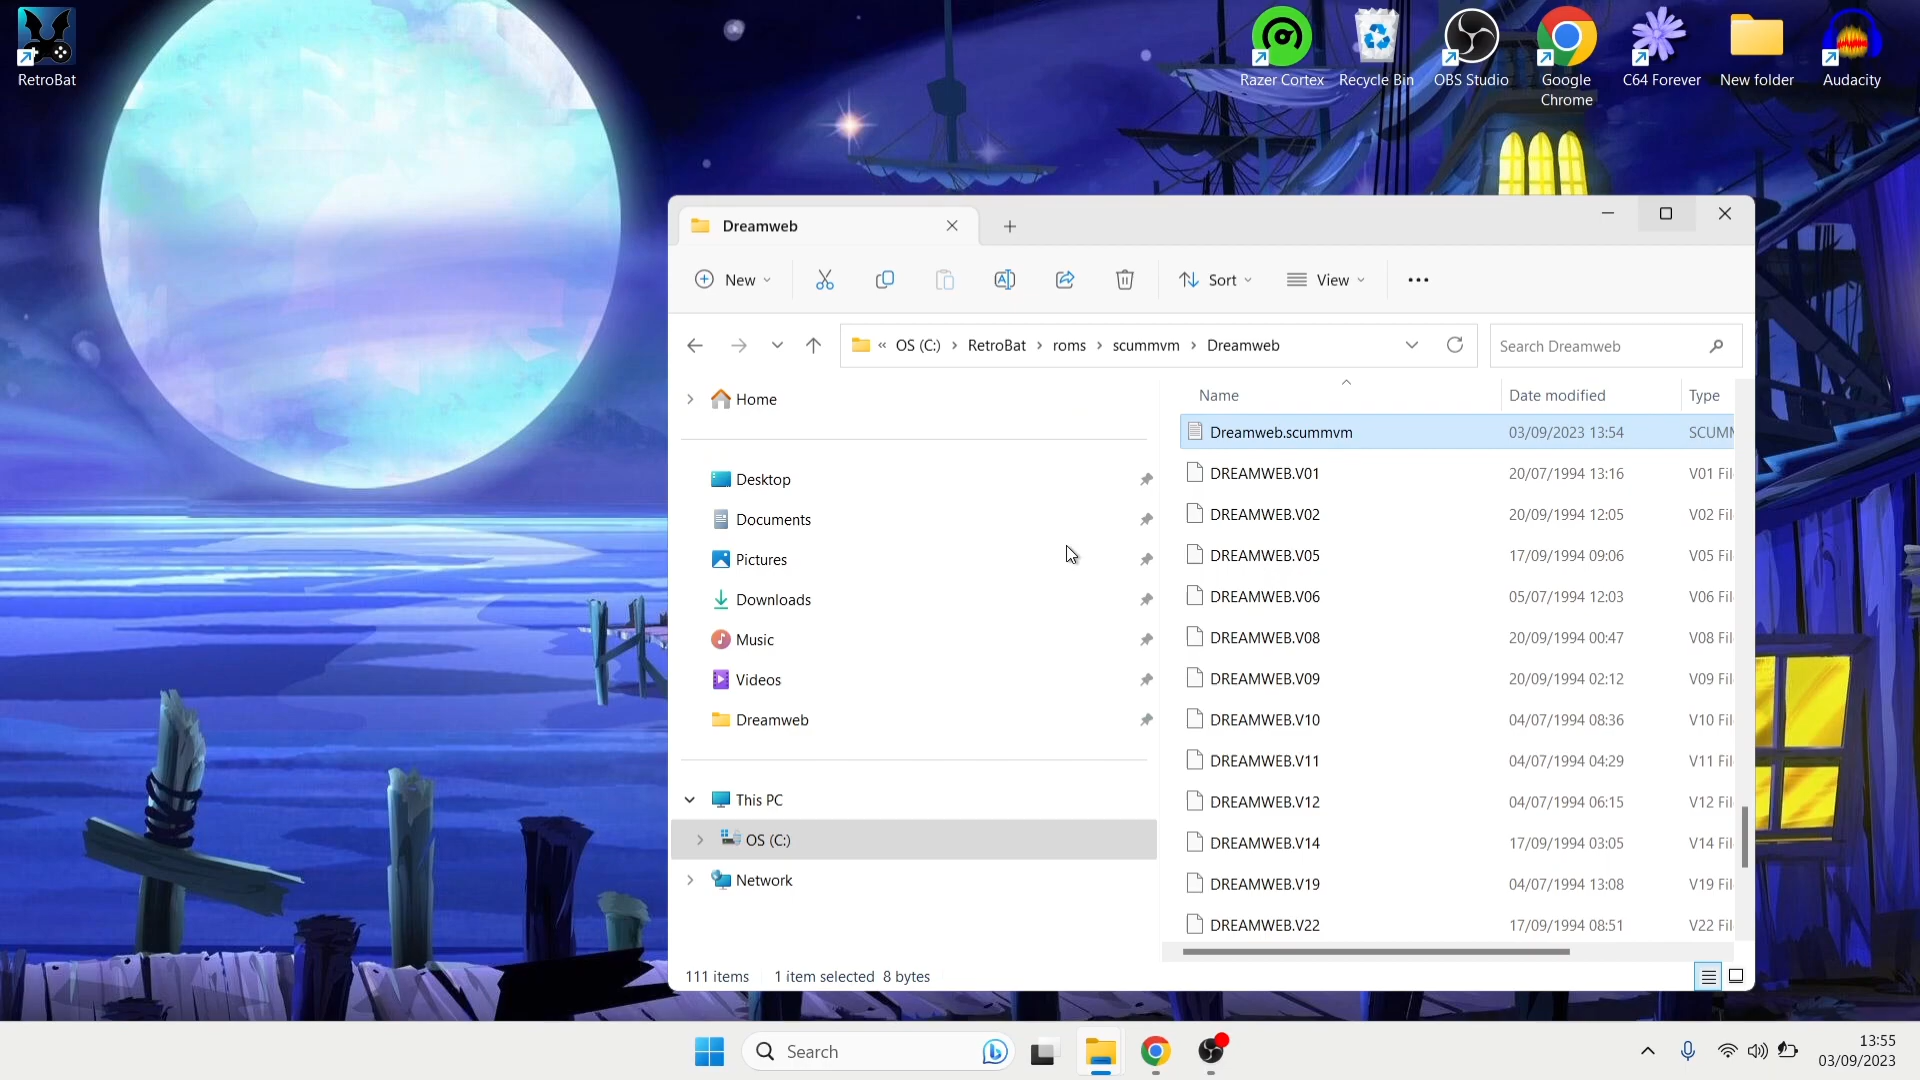 RetroBat
Razer Cortex
Recycle Bin
OBS Studio
Google
Chrome
C64 Forever
New folder
Audacity
Dreamweb
New
Sort
View
OS (C:)
RetroBat
roms
scummvm
Dreamweb
Search Dreamweb
Home
Desktop
Documents
Pictures
Downloads
Music
Videos
Dreamweb
This PC
OS (C:)
Network
Name Date modified Type
Dreamweb.scummvm 03/09/2023 13:54 SCUMM
DREAMWEB.V01 20/07/1994 13:16 V01 Fil
DREAMWEB.V02 20/09/1994 12:05 V02 Fil
DREAMWEB.V05 17/09/1994 09:06 V05 Fil
DREAMWEB.V06 05/07/1994 12:03 V06 Fil
DREAMWEB.V08 20/09/1994 00:47 V08 Fil
DREAMWEB.V09 20/09/1994 02:12 V09 Fil
DREAMWEB.V10 04/07/1994 08:36 V10 Fil
DREAMWEB.V11 04/07/1994 04:29 V11 Fil
DREAMWEB.V12 04/07/1994 06:15 V12 Fil
DREAMWEB.V14 17/09/1994 03:05 V14 Fil
DREAMWEB.V19 04/07/1994 13:08 V19 Fil
DREAMWEB.V22 17/09/1994 08:51 V22 Fil
111 items 1 item selected 8 bytes
Search
13:55
03/09/2023